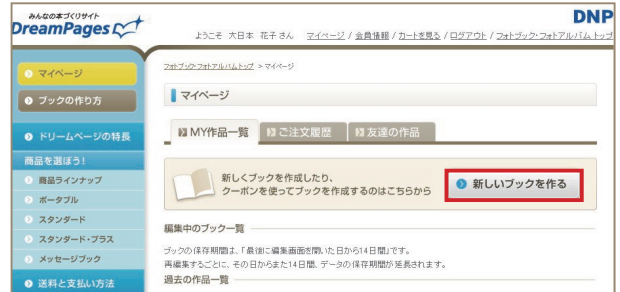 みんなの本づくりサイト
DreamPages
DNP
ようこそ 大日本 花子さん マイページ / 会員情報 / カートを見る / ログアウト / フォトブック・フォトアルバムトップ
マイページ
ブックの作り方
ドリームページの特長
商品を選ぼう!
商品ラインナップ
ポータブル
スタンダード
スタンダード・プラス
メッセージブック
送料と支払い方法
フォトブック・フォトアルバムトップ > マイページ
マイページ
MY作品一覧 ご注文履歴 友達の作品
新しくブックを作成したり、
クーポンを使ってブックを作成するのはこちらから
新しいブックを作る
編集中のブック一覧
ブックの保存期間は、「最後に編集画面を開いた日から14日間」です。
再編集するごとに、その日からまた14日間、データの保存期間が延長されます。
過去の作品一覧